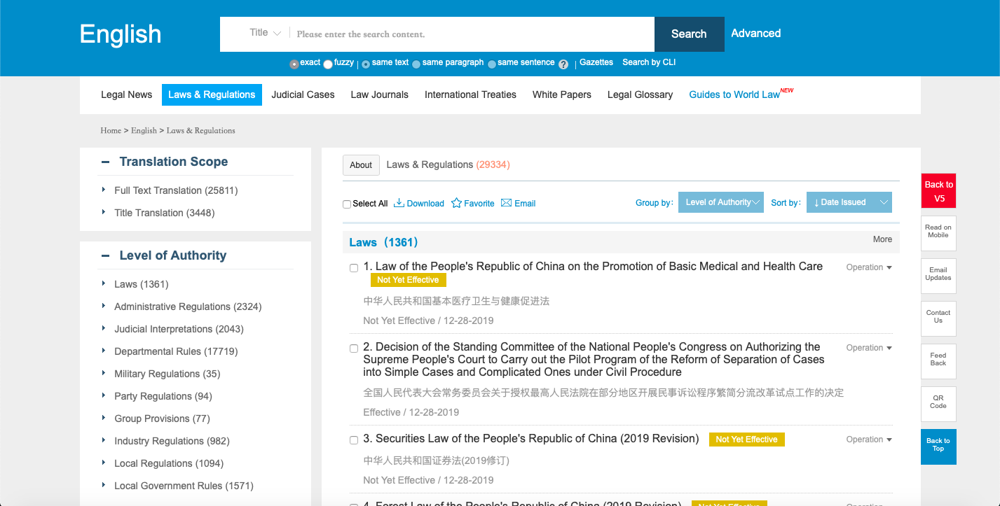 English
Title
Please enter the search content.
Search
Advanced
exact fuzzy | same text same paragraph same sentence ? | Gazettes Search by CLI
Legal News
Laws & Regulations
Judicial Cases
Law Journals
International Treaties
White Papers
Legal Glossary
Guides to World Law NEW
Home > English > Laws & Regulations
Translation Scope
Full Text Translation (25811)
Title Translation (3448)
Level of Authority
Laws (1361)
Administrative Regulations (2324)
Judicial Interpretations (2043)
Departmental Rules (17719)
Military Regulations (35)
Party Regulations (94)
Group Provisions (77)
Industry Regulations (982)
Local Regulations (1094)
Local Government Rules (1571)
About
Laws & Regulations (29334)
Select All Download Favorite Email
Group by: Level of Authority Sort by: ↓ Date Issued
Laws（1361）
More
1. Law of the People's Republic of China on the Promotion of Basic Medical and Health Care
Operation
Not Yet Effective
中华人民共和国基本医疗卫生与健康促进法
Not Yet Effective / 12-28-2019
2. Decision of the Standing Committee of the National People's Congress on Authorizing the
Operation
Supreme People's Court to Carry out the Pilot Program of the Reform of Separation of Cases
into Simple Cases and Complicated Ones under Civil Procedure
全国人民代表大会常务委员会关于授权最高人民法院在部分地区开展民事诉讼程序繁简分流改革试点工作的决定
Effective / 12-28-2019
3. Securities Law of the People's Republic of China (2019 Revision) Not Yet Effective
Operation
中华人民共和国证券法(2019修订)
Not Yet Effective / 12-28-2019
4. Forest Law of the People's Republic of China (2019 Revision) Not Yet Effective
Operation
Back to
V5
Read on
Mobile
Email
Updates
Contact
Us
Feed
Back
QR
Code
Back to
Top